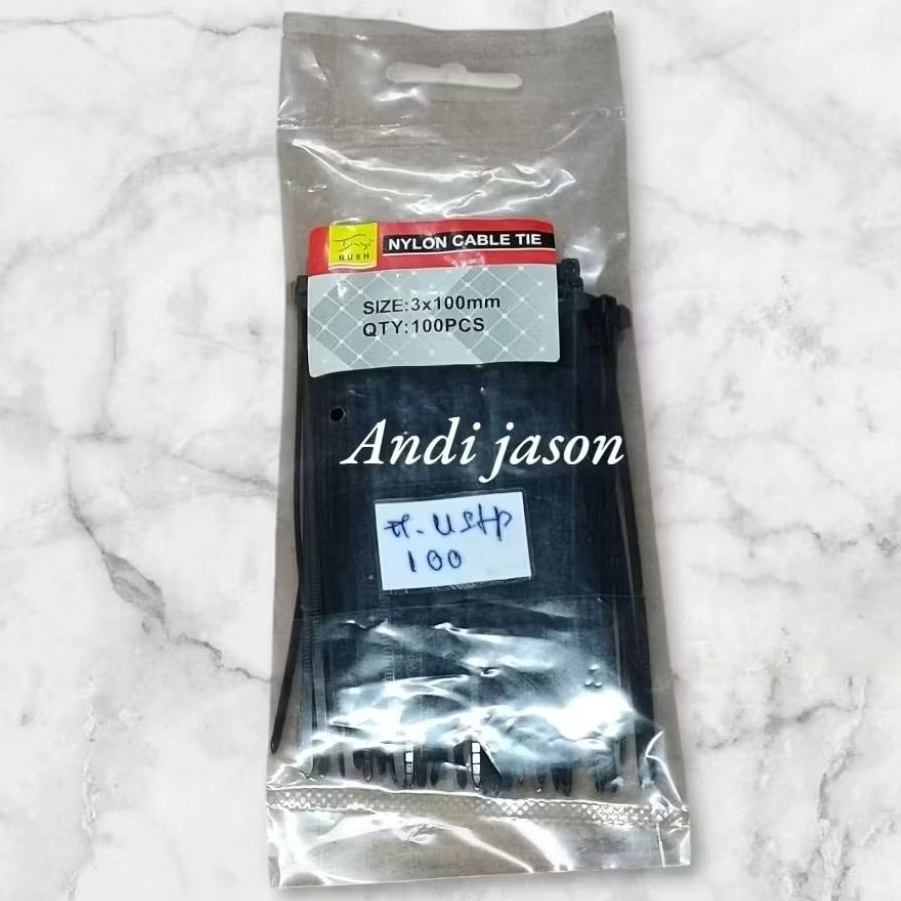 RUSH
NYLON CABLE TIE
SIZE:3x100mm
QTY:100PCS
Andi jason
100